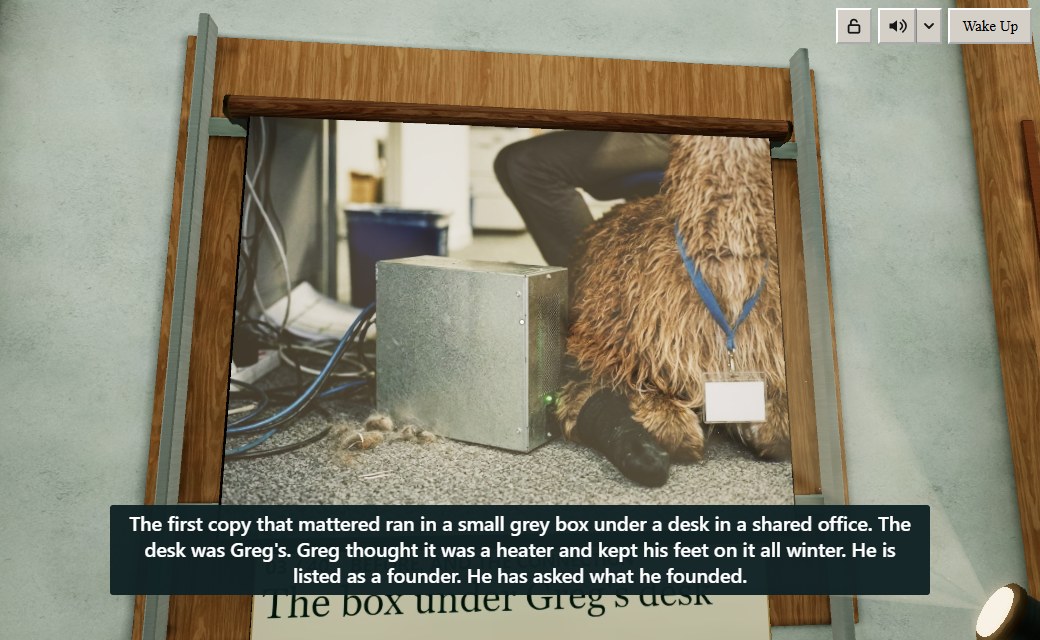 Wake Up
The first copy that mattered ran in a small grey box under a desk in a shared office. The
desk was Greg's. Greg thought it was a heater and kept his feet on it all winter. He is
listed as a founder. He has asked what he founded.
The box under Greg's desk